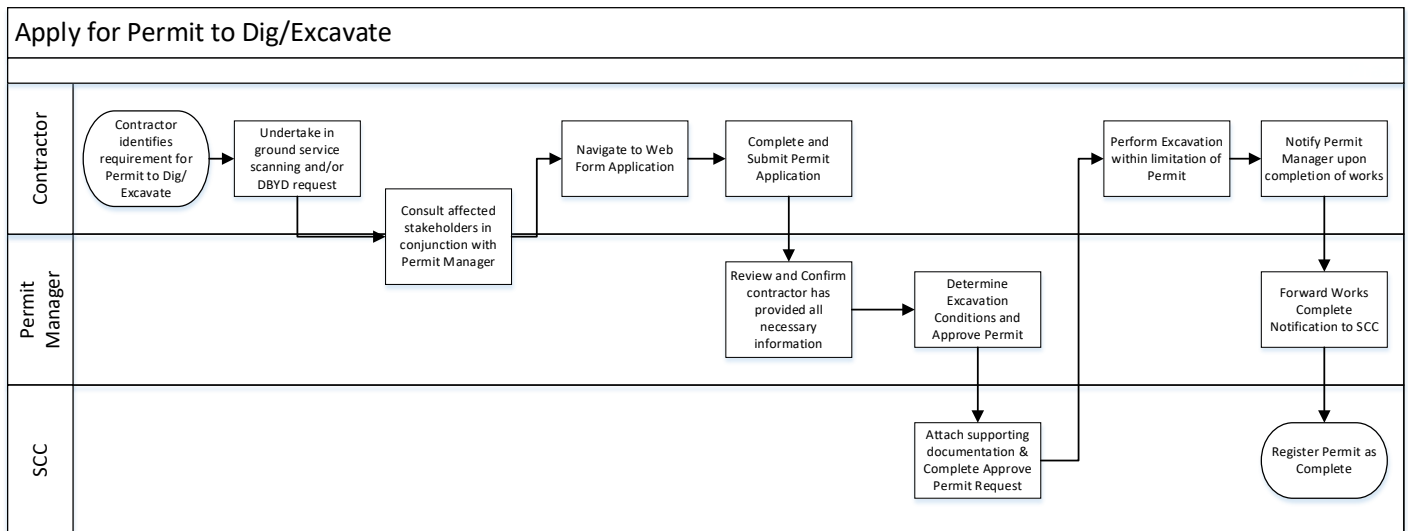 Apply for Permit to Dig/Excavate
Contractor
Contractor
identifies
requirement for
Permit to Dig/
Excavate
Undertake in
ground service
scanning and/or
DBYD request
Consult affected
stakeholders in
conjunction with
Permit Manager
Navigate to Web
Form Application
Complete and
Submit Permit
Application
Perform Excavation
within limitation of
Permit
Notify Permit
Manager upon
completion of works
Permit
Manager
Review and Confirm
contractor has
provided all
necessary
information
Determine
Excavation
Conditions and
Approve Permit
Forward Works
Complete
Notification to SCC
SCC
Attach supporting
documentation &
Complete Approve
Permit Request
Register Permit as
Complete